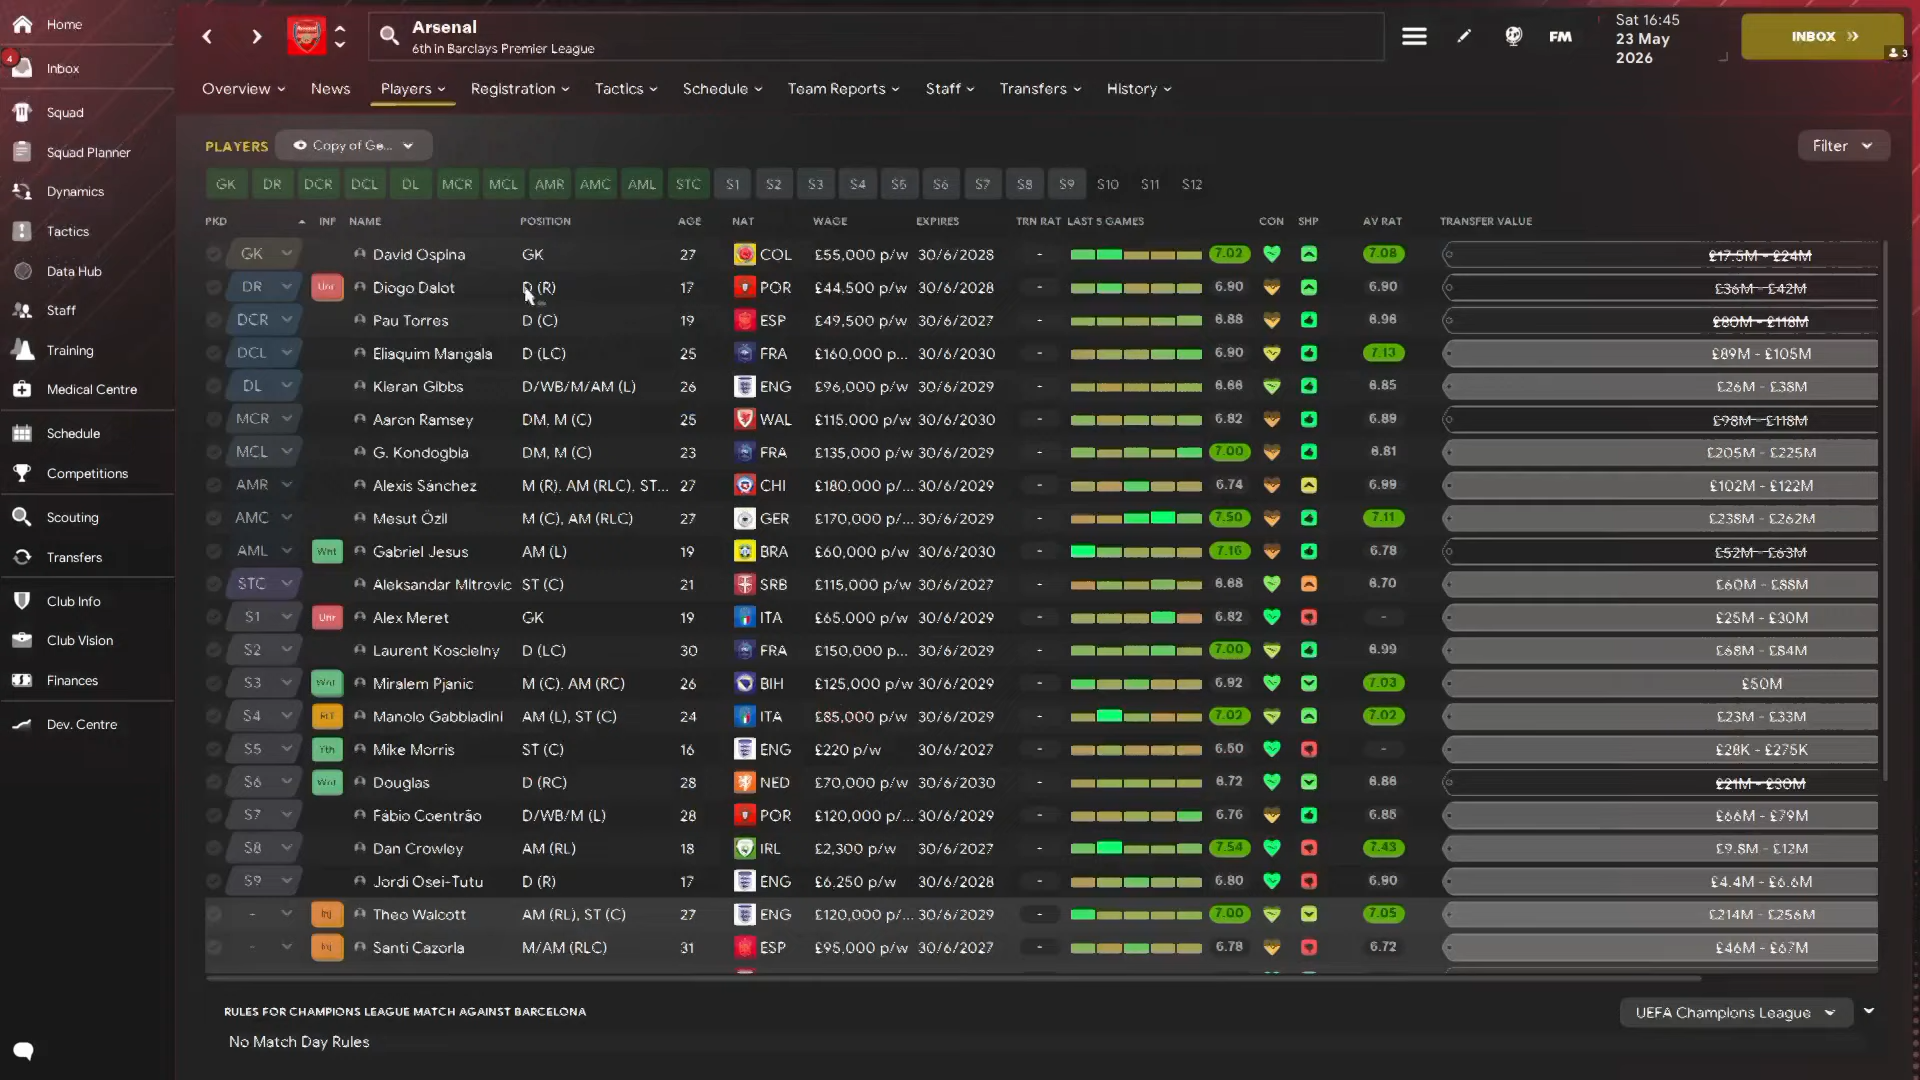 Home
Inbox
4
Squad
Squad Planner
Dynamics
Tactics
Data Hub
Staff
Training
Medical Centre
Schedule
Competitions
Scouting
Transfers
Club Info
Club Vision
Finances
Dev. Centre
Arsenal
6th in Barclays Premier League
FM
Sat 16:45
23 May
2026
INBOX
3
Overview News Players Registration Tactics Schedule Team Reports Staff Transfers History
PLAYERS Copy of Ge... Filter
GK DR DCR DCL DL MCR MCL AMR AMC AML STC S1 S2 S3 S4 S5 S6 S7 S8 S9 S10 S11 S12
PKD INF NAME POSITION AGE NAT WAGE EXPIRES TRN RAT LAST 5 GAMES CON SHP AV RAT TRANSFER VALUE
GK David Ospina GK 27 COL £55,000 p/w 30/6/2028 - 7.02 7.08 £17.5M - £24M
DR Unr Diogo Dalot D (R) 17 POR £44,500 p/w 30/6/2028 - 6.90 6.90 £36M - £42M
DCR Pau Torres D (C) 19 ESP £49,500 p/w 30/6/2027 - 6.88 6.96 £80M - £118M
DCL Eliaquim Mangala D (LC) 25 FRA £160,000 p... 30/6/2030 - 6.90 7.13 £89M - £105M
DL Kieran Gibbs D/WB/M/AM (L) 26 ENG £96,000 p/w 30/6/2029 - 6.66 6.85 £26M - £38M
MCR Aaron Ramsey DM, M (C) 25 WAL £115,000 p/w 30/6/2030 - 6.82 6.89 £98M - £118M
MCL G. Kondogbia DM, M (C) 23 FRA £135,000 p/w 30/6/2029 - 7.00 6.81 £205M - £225M
AMR Alexis Sánchez M (R), AM (RLC), ST... 27 CHI £180,000 p/... 30/6/2029 - 6.74 6.99 £102M - £122M
AMC Mesut Özil M (C), AM (RLC) 27 GER £170,000 p/... 30/6/2029 - 7.50 7.11 £238M - £262M
AML Wnt Gabriel Jesus AM (L) 19 BRA £60,000 p/w 30/6/2030 - 7.16 6.78 £52M - £63M
STC Aleksandar Mitrovic ST (C) 21 SRB £115,000 p/w 30/6/2027 - 6.68 6.70 £60M - £88M
S1 Unr Alex Meret GK 19 ITA £65,000 p/w 30/6/2029 - 6.82 - £25M - £30M
S2 Laurent Koscielny D (LC) 30 FRA £150,000 p... 30/6/2029 - 7.00 6.99 £68M - £84M
S3 Wnt Miralem Pjanic M (C), AM (RC) 26 BIH £125,000 p/w 30/6/2029 - 6.92 7.03 £50M
S4 RLT Manolo Gabbiadini AM (L), ST (C) 24 ITA £85,000 p/w 30/6/2029 - 7.02 7.02 £23M - £33M
S5 Yth Mike Morris ST (C) 16 ENG £220 p/w 30/6/2027 - 6.50 - £28K - £275K
S6 Wnt Douglas D (RC) 28 NED £70,000 p/w 30/6/2030 - 6.72 6.86 £21M - £30M
S7 Fábio Coentrão D/WB/M (L) 28 POR £120,000 p/... 30/6/2029 - 6.76 6.85 £66M - £79M
S8 Dan Crowley AM (RL) 18 IRL £2,300 p/w 30/6/2027 - 7.54 7.43 £9.8M - £12M
S9 Jordi Osei-Tutu D (R) 17 ENG £6,250 p/w 30/6/2028 - 6.80 6.90 £4.4M - £6.6M
- Inj Theo Walcott AM (RL), ST (C) 27 ENG £120,000 p/... 30/6/2029 - 7.00 7.05 £214M - £256M
- Inj Santi Cazorla M/AM (RLC) 31 ESP £95,000 p/w 30/6/2027 - 6.78 6.72 £46M - £67M
RULES FOR CHAMPIONS LEAGUE MATCH AGAINST BARCELONA
UEFA Champions League
No Match Day Rules